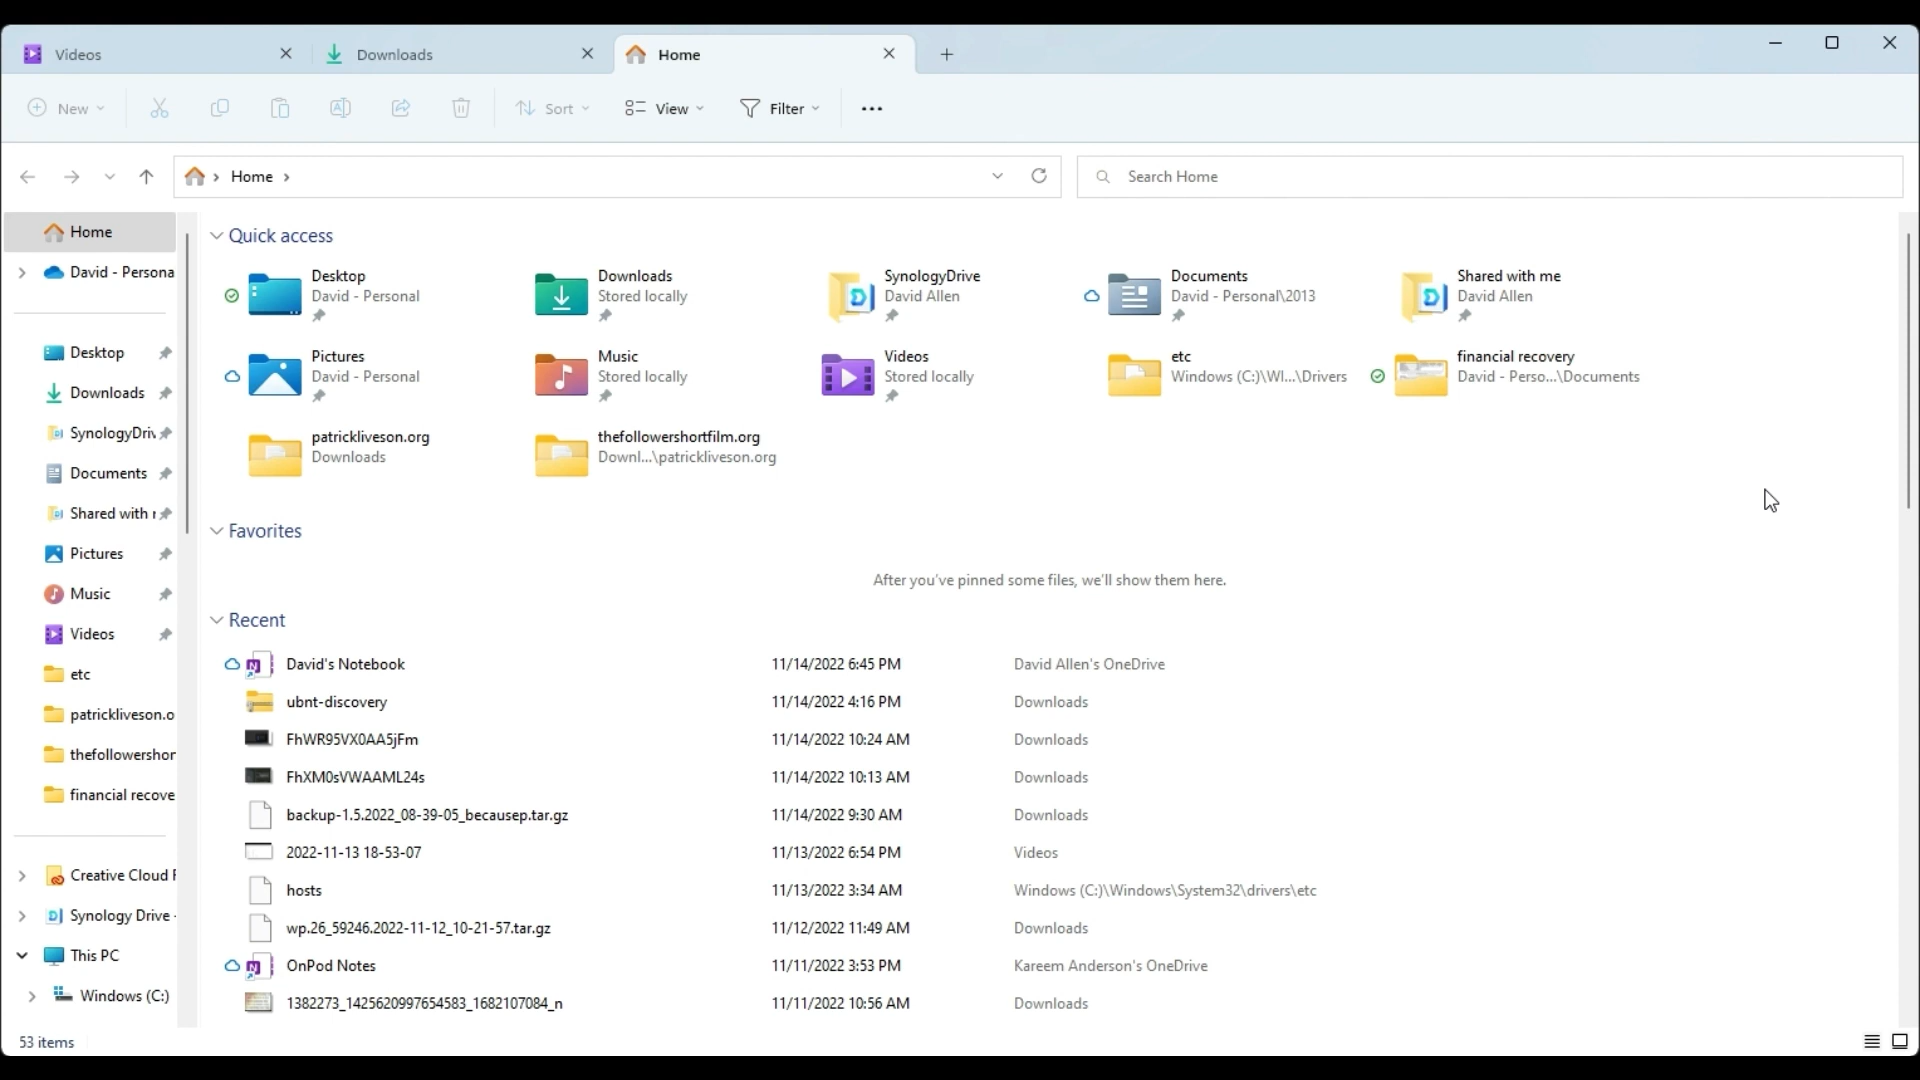 Videos
Downloads
Home
New
Sort
View
Filter
Home
Search Home
Home
David - Persona
Desktop
Downloads
SynologyDriv
Documents
Shared with r
Pictures
Music
Videos
etc
patrickliveson.o
thefollowershor
financial recove
Creative Cloud F
Synology Drive -
This PC
Windows (C:)
Quick access
Desktop
David - Personal
Downloads
Stored locally
SynologyDrive
David Allen
Documents
David - Personal\2013
Shared with me
David Allen
Pictures
David - Personal
Music
Stored locally
Videos
Stored locally
etc
Windows (C:)\WI...\Drivers
financial recovery
David - Perso...\Documents
patrickliveson.org
Downloads
thefollowershortfilm.org
Downl...\patrickliveson.org
Favorites
After you've pinned some files, we'll show them here.
Recent
David's Notebook 11/14/2022 6:45 PM David Allen's OneDrive
ubnt-discovery 11/14/2022 4:16 PM Downloads
FhWR95VX0AA5jFm 11/14/2022 10:24 AM Downloads
FhXM0sVWAAML24s 11/14/2022 10:13 AM Downloads
backup-1.5.2022_08-39-05_becausep.tar.gz 11/14/2022 9:30 AM Downloads
2022-11-13 18-53-07 11/13/2022 6:54 PM Videos
hosts 11/13/2022 3:34 AM Windows (C:)\Windows\System32\drivers\etc
wp.26_59246.2022-11-12_10-21-57.tar.gz 11/12/2022 11:49 AM Downloads
OnPod Notes 11/11/2022 3:53 PM Kareem Anderson's OneDrive
1382273_1425620997654583_1682107084_n 11/11/2022 10:56 AM Downloads
53 items